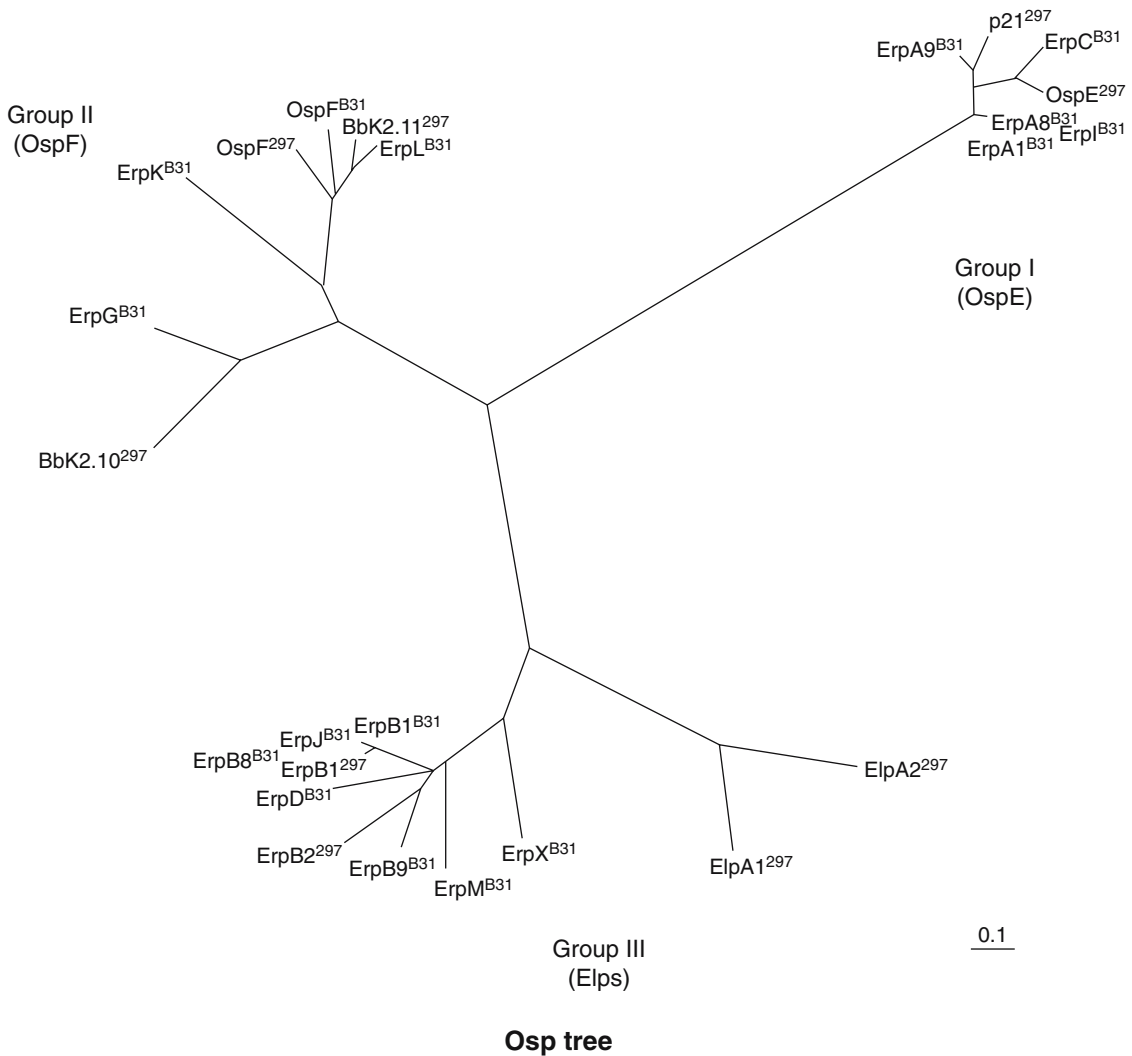 p21297
ErpA9B31
ErpCB31
OspE297
ErpA8B31
ErpIB31
ErpA1B31
Group I
(OspE)
Group II
(OspF)
OspFB31
BbK2.11297
OspF297
ErpLB31
ErpKB31
ErpGB31
BbK2.10297
ErpB1B31
ErpJB31
ErpB8B31
ErpB1297
ErpDB31
ErpB2297
ErpB9B31
ErpMB31
ErpXB31
ElpA2297
ElpA1297
Group III
(Elps)
0.1
Osp tree